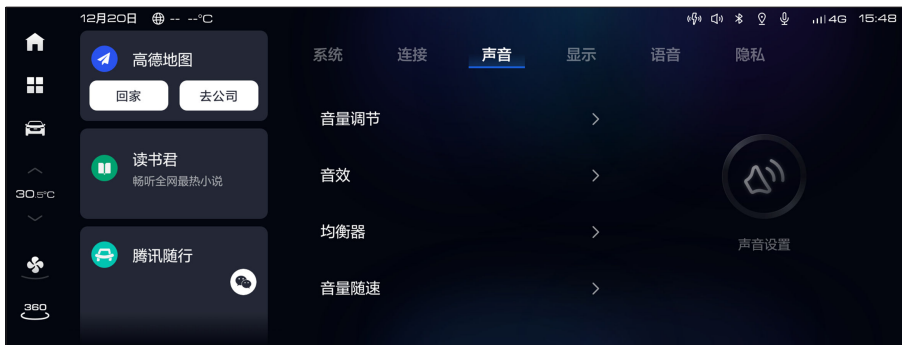 12月20日 -- --°C 4G 15:48
高德地图
回家 去公司
读书君
畅听全网最热小说
腾讯随行
30.5°C
360
系统 连接 声音 显示 语音 隐私
音量调节
音效
均衡器
音量随速
声音设置